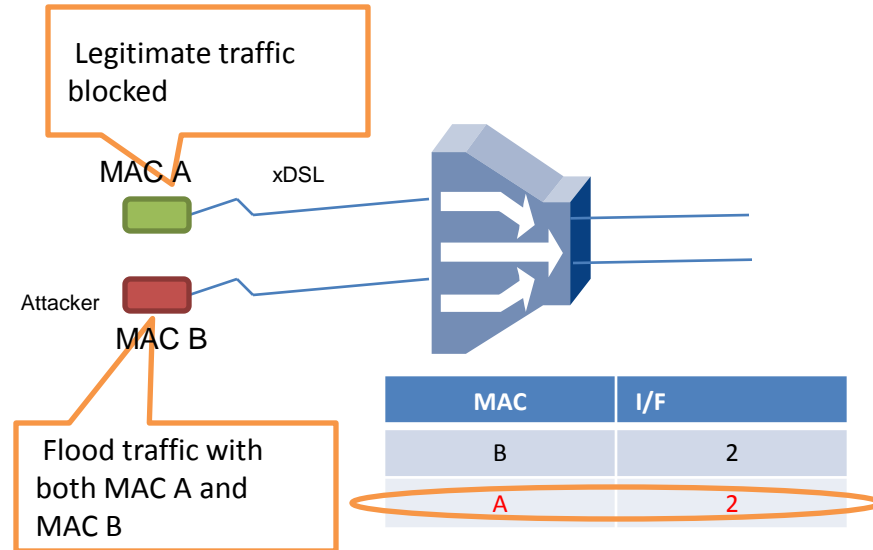 Legitimate traffic
blocked
MAC A
xDSL
Attacker
MAC B
Flood traffic with
both MAC A and
MAC B
MAC I/F
B 2
A 2